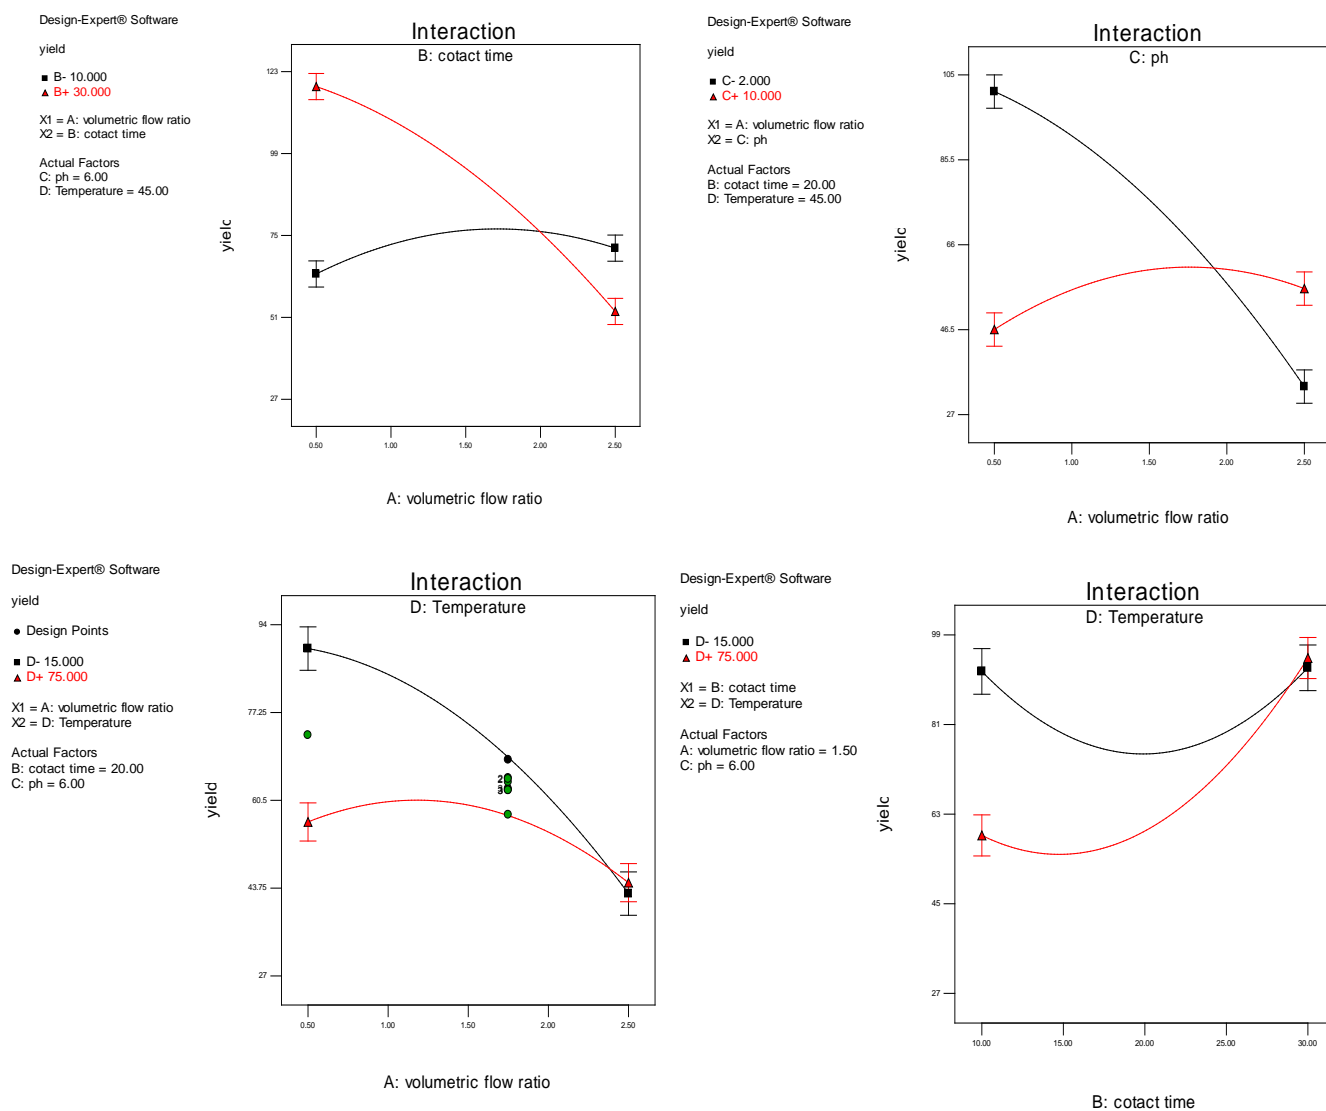 Design-Expert® Software
yield
B- 10.000
B+ 30.000
X1 = A: volumetric flow ratio
X2 = B: cotact time
Actual Factors
C: ph = 6.00
D: Temperature = 45.00
Interaction
B: cotact time
123
99
75
51
27
yield
0.50 1.00 1.50 2.00 2.50
A: volumetric flow ratio
Design-Expert® Software
yield
C- 2.000
C+ 10.000
X1 = A: volumetric flow ratio
X2 = C: ph
Actual Factors
B: cotact time = 20.00
D: Temperature = 45.00
Interaction
C: ph
105
85.5
66
46.5
27
yield
0.50 1.00 1.50 2.00 2.50
A: volumetric flow ratio
Design-Expert® Software
yield
Design Points
D- 15.000
D+ 75.000
X1 = A: volumetric flow ratio
X2 = D: Temperature
Actual Factors
B: cotact time = 20.00
C: ph = 6.00
Interaction
D: Temperature
94
77.25
60.5
43.75
27
yield
2
0.50 1.00 1.50 2.00 2.50
A: volumetric flow ratio
Design-Expert® Software
yield
D- 15.000
D+ 75.000
X1 = B: cotact time
X2 = D: Temperature
Actual Factors
A: volumetric flow ratio = 1.50
C: ph = 6.00
Interaction
D: Temperature
99
81
63
45
27
yield
10.00 15.00 20.00 25.00 30.00
B: cotact time